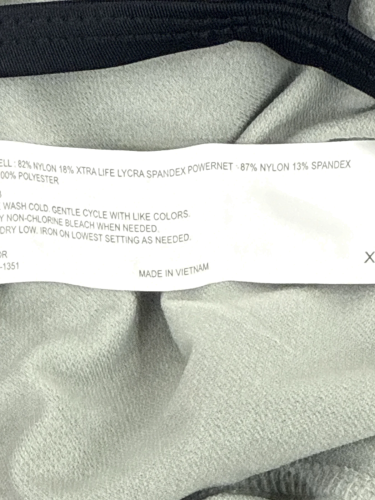 ELL : 82% NYLON 18% XTRA LIFE LYCRA SPANDEX POWERNET : 87% NYLON 13% SPANDEX
00% POLYESTER
WASH COLD. GENTLE CYCLE WITH LIKE COLORS.
Y NON-CHLORINE BLEACH WHEN NEEDED.
DRY LOW. IRON ON LOWEST SETTING AS NEEDED.
OR
-1351
MADE IN VIETNAM
X